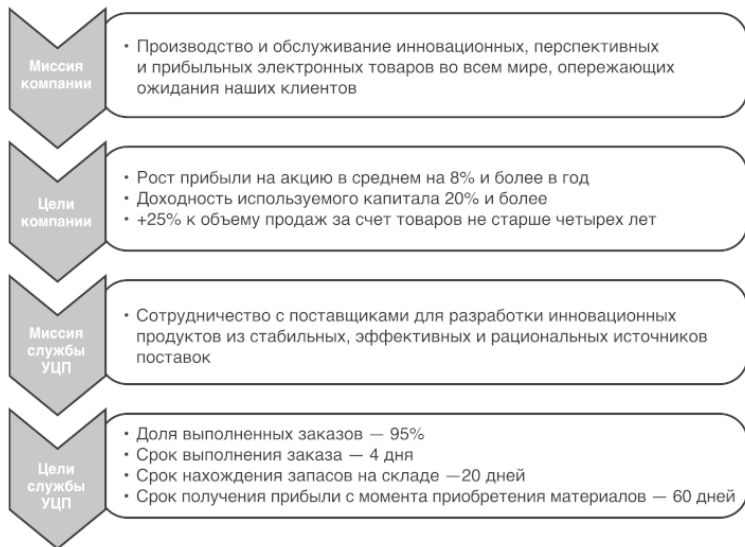 Миссия
компании
• Производство и обслуживание инновационных, перспективных
и прибыльных электронных товаров во всем мире, опережающих
ожидания наших клиентов
Цели
компании
• Рост прибыли на акцию в среднем на 8% и более в год
• Доходность используемого капитала 20% и более
• +25% к объему продаж за счет товаров не старше четырех лет
Миссия
службы
УЦП
• Сотрудничество с поставщиками для разработки инновационных
продуктов из стабильных, эффективных и рациональных источников
поставок
Цели
службы
УЦП
• Доля выполненных заказов — 95%
• Срок выполнения заказа — 4 дня
• Срок нахождения запасов на складе —20 дней
• Срок получения прибыли с момента приобретения материалов — 60 дней